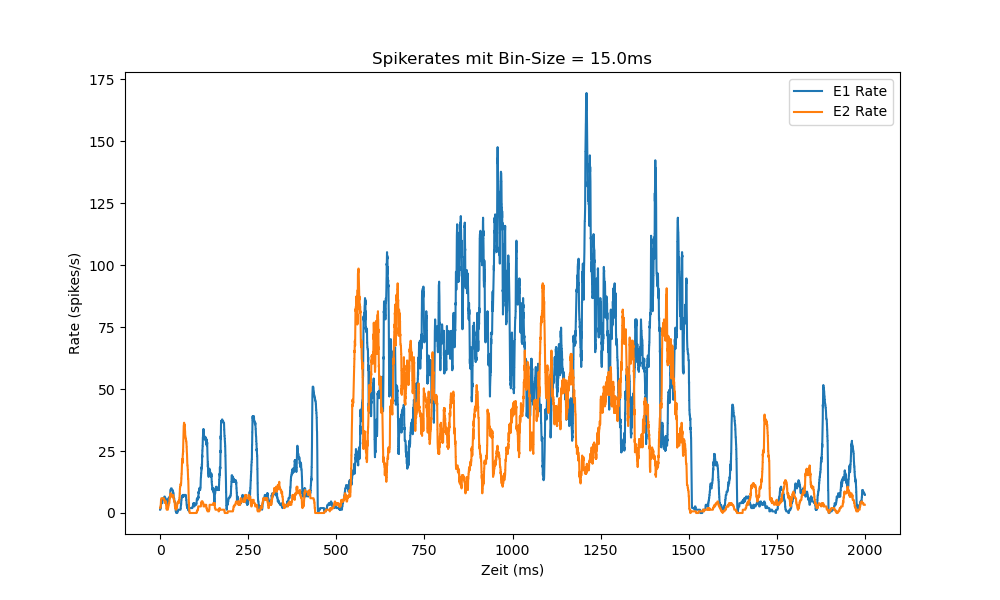 Spikerates mit Bin-Size = 15.0ms
E1 Rate
E2 Rate
Rate (spikes/s)
175
150
125
100
75
50
25
0
0 250 500 750 1000 1250 1500 1750 2000
Zeit (ms)